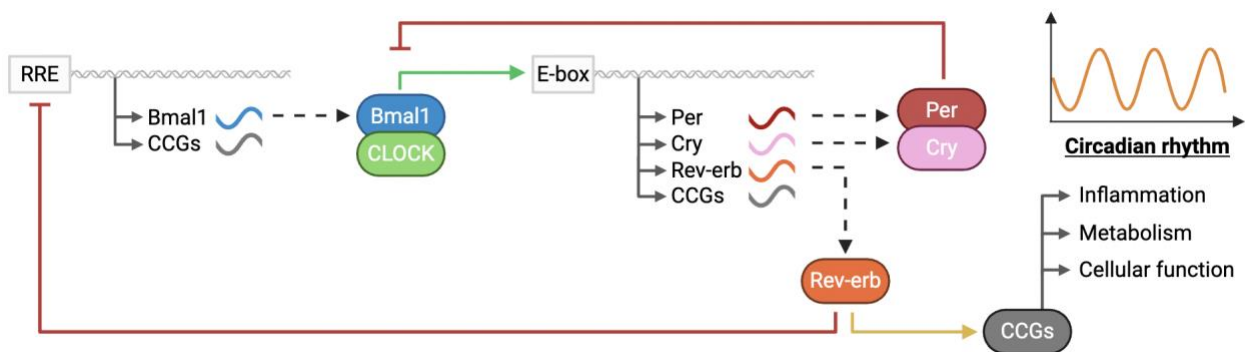 RRE
Bmal1
CCGs
Bmal1
CLOCK
E-box
Per
Cry
Rev-erb
CCGs
Per
Cry
Rev-erb
Circadian rhythm
Inflammation
Metabolism
Cellular function
CCGs